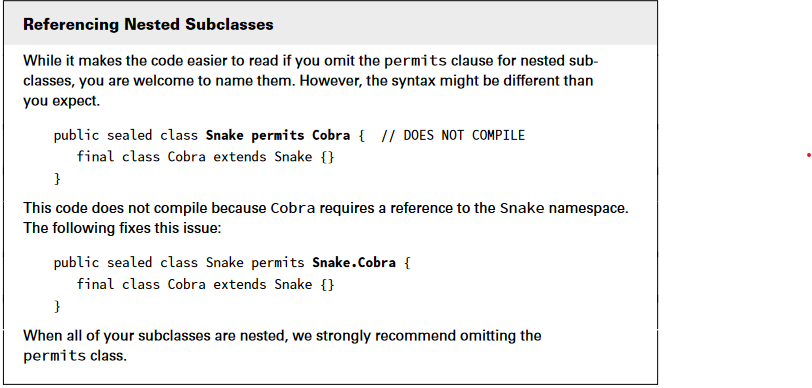 Referencing Nested Subclasses
While it makes the code easier to read if you omit the permits clause for nested sub-
classes, you are welcome to name them. However, the syntax might be different than
you expect.
public sealed class Snake permits Cobra {  // DOES NOT COMPILE
   final class Cobra extends Snake {}
}
This code does not compile because Cobra requires a reference to the Snake namespace.
The following fixes this issue:
public sealed class Snake permits Snake.Cobra {
   final class Cobra extends Snake {}
}
When all of your subclasses are nested, we strongly recommend omitting the
permits class.